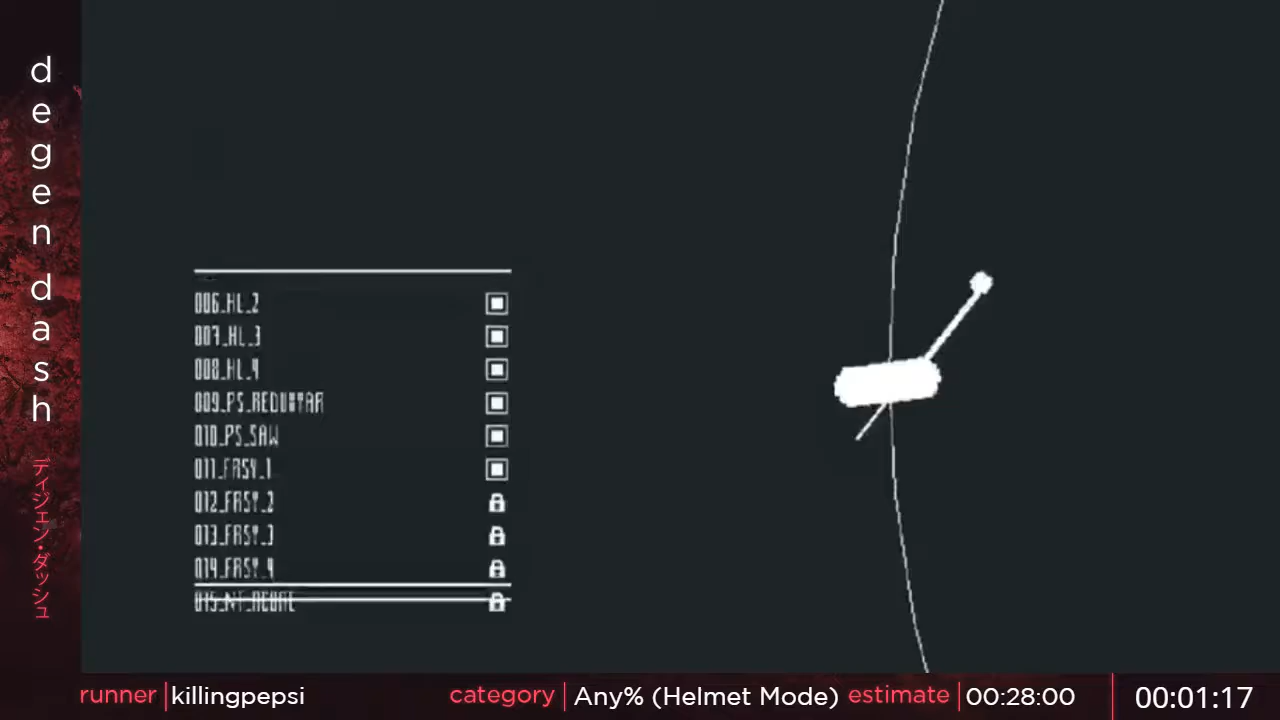 degen dash
ディジェン・ダッシュ
006_HL_2
007_HL_3
008_HL_4
010_PS_SAW
011_EASY_1
012_EASY_2
013_EASY_3
014_EASY_4
runner killingpepsi
category Any% (Helmet Mode)
estimate 00:28:00
00:01:17